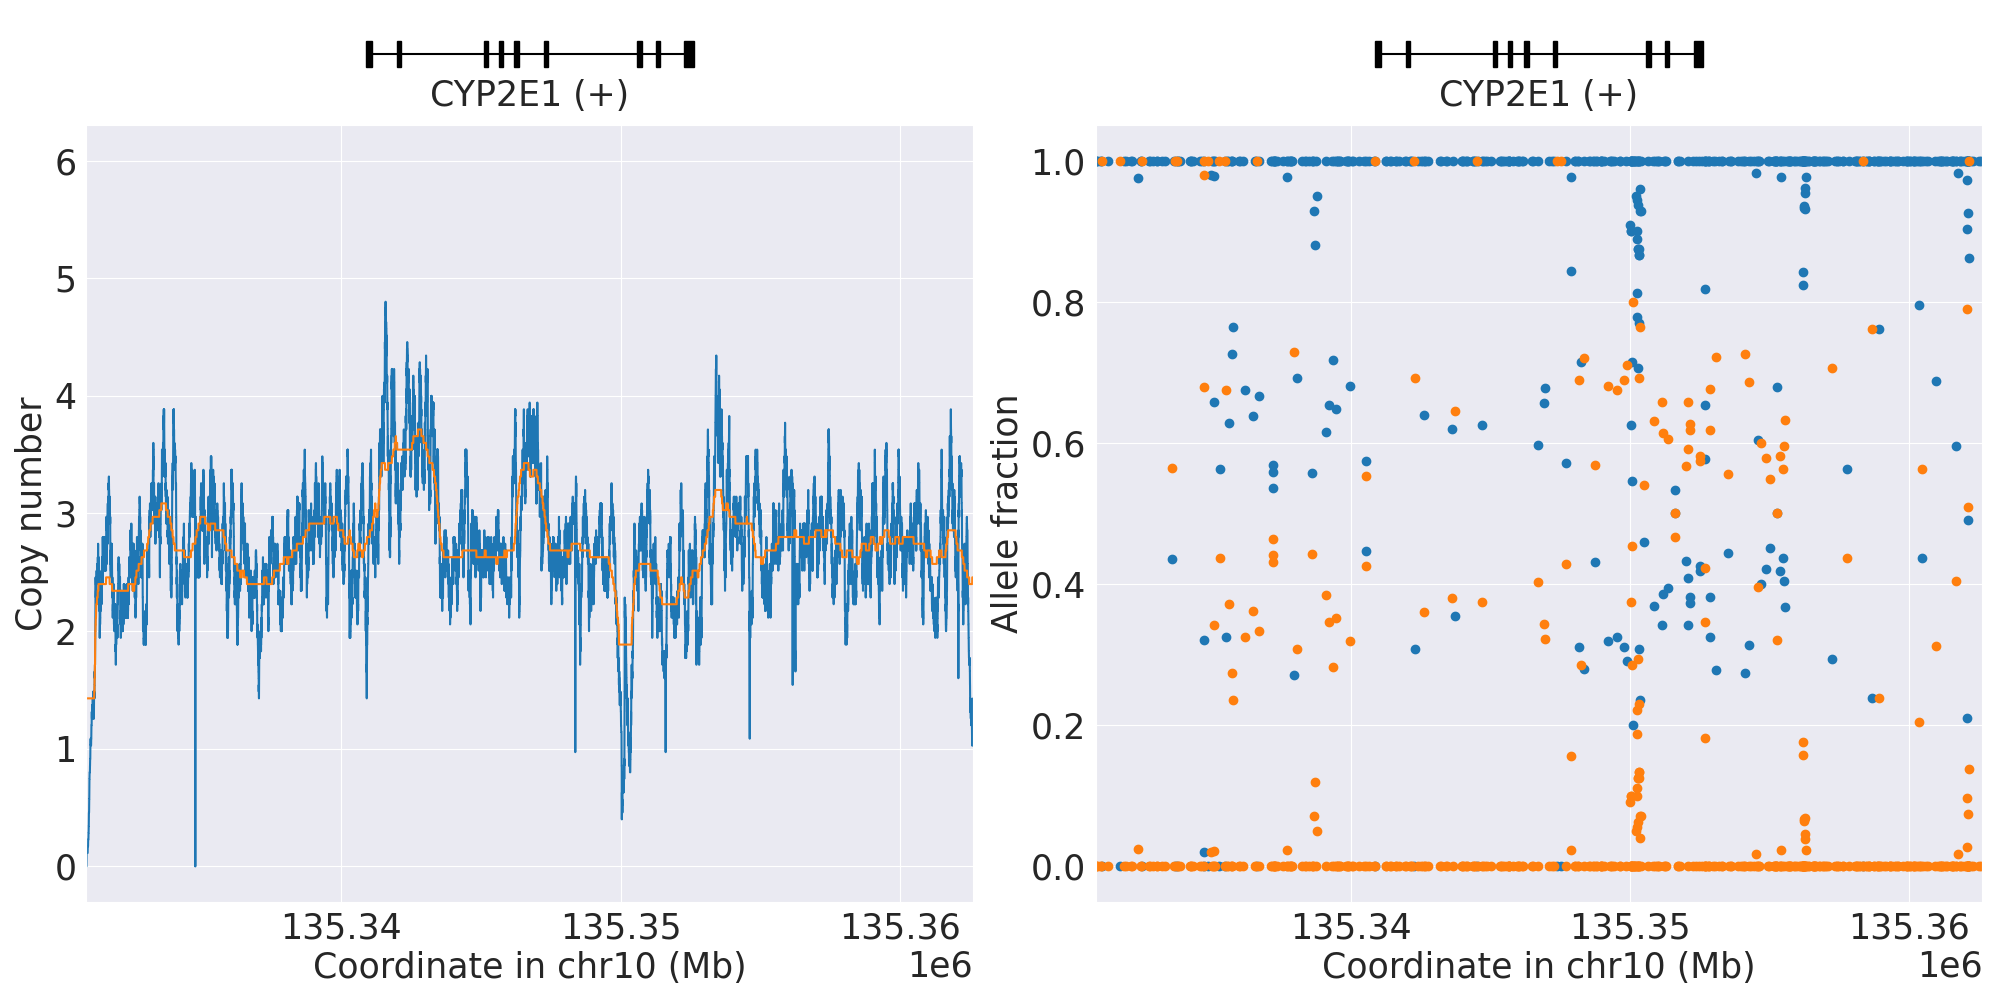 CYP2E1 (+)
6
5
4
3
2
1
0
Copy number
135.34
135.35
135.36
Coordinate in chr10 (Mb)
1e6
CYP2E1 (+)
1.0
0.8
0.6
0.4
0.2
0.0
Allele fraction
135.34
135.35
135.36
Coordinate in chr10 (Mb)
1e6